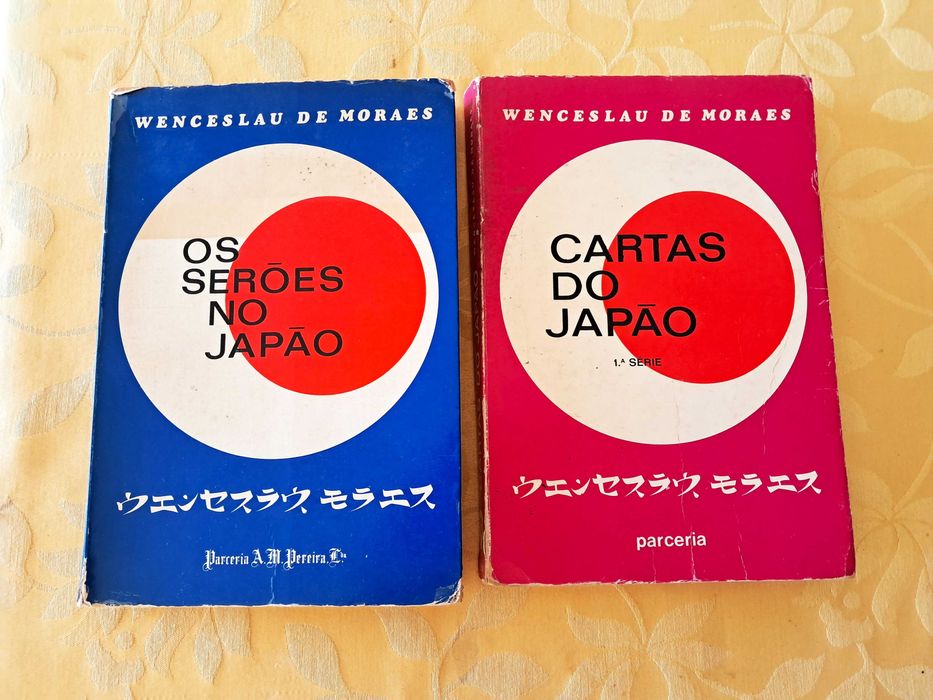 WENCESLAU DE MORAES
OS
SERÕES
NO
JAPÃO
ウエンセスラウス モラエス
Parceria A. M. Pereira, L.da
WENCESLAU DE MORAES
CARTAS
DO
JAPÃO
1.ª SÉRIE
ウエンセスラウス モラエス
parceria